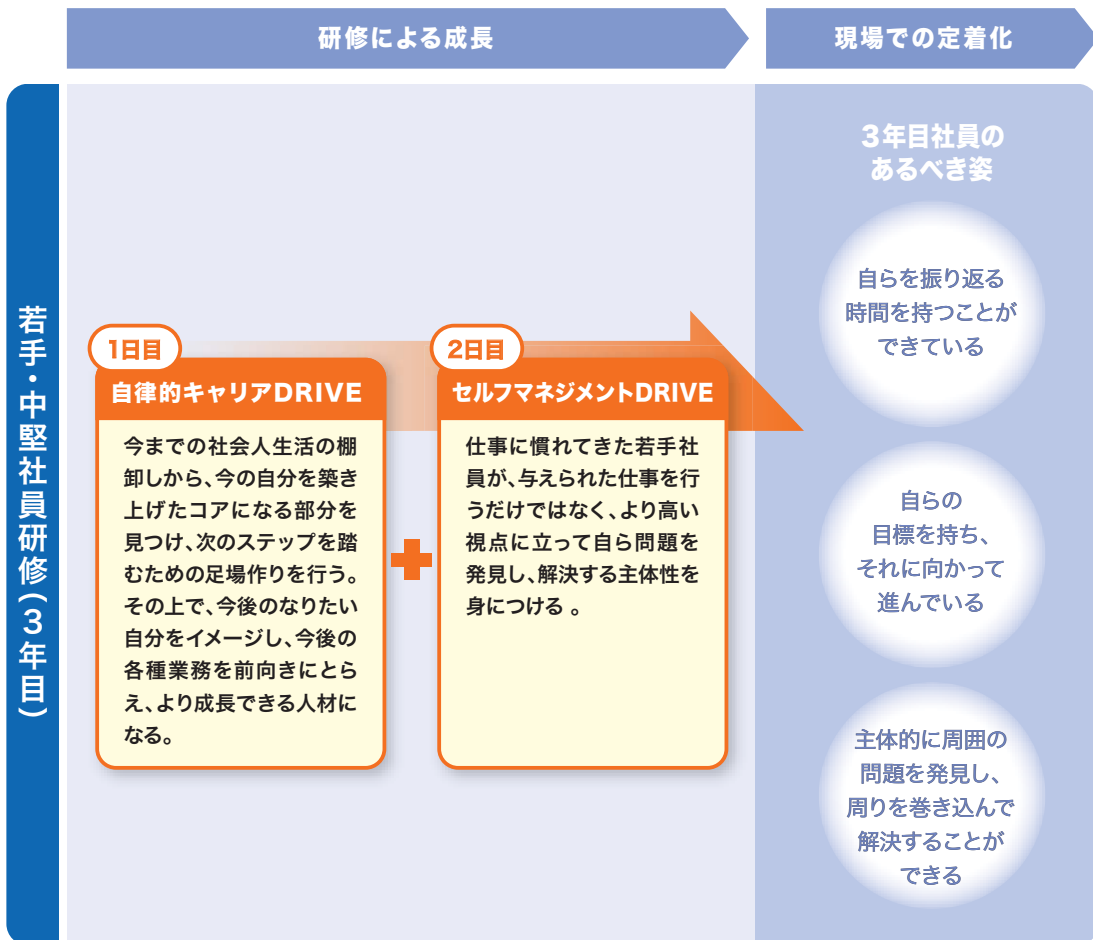 研修による成長
現場での定着化
若手・中堅社員研修(3年目)
1日目
自律的キャリアDRIVE
今までの社会人生活の棚
卸しから、今の自分を築き
上げたコアになる部分を
見つけ、次のステップを踏
むための足場作りを行う。
その上で、今後のなりたい
自分をイメージし、今後の
各種業務を前向きにとら
え、より成長できる人材に
なる。
2日目
セルフマネジメントDRIVE
仕事に慣れてきた若手社
員が、与えられた仕事を行
うだけではなく、より高い
視点に立って自ら問題を
発見し、解決する主体性を
身につける 。
3年目社員の
あるべき姿
自らを振り返る
時間を持つことが
できている
自らの
目標を持ち、
それに向かって
進んでいる
主体的に周囲の
問題を発見し、
周りを巻き込んで
解決することが
できる